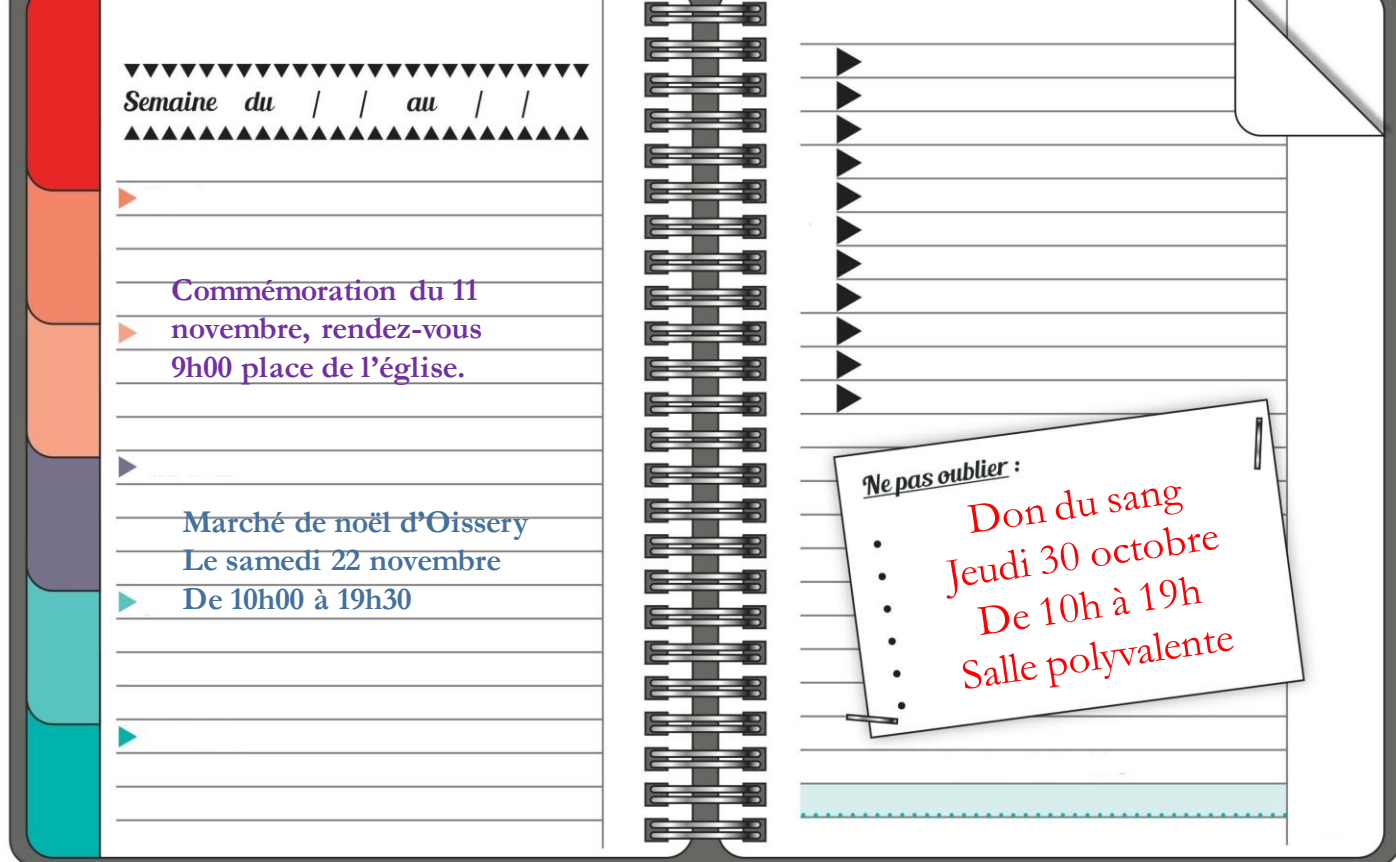 Semaine du / / au / /
Commémoration du 11
novembre, rendez-vous
9h00 place de l’église.
Marché de noël d’Oissery
Le samedi 22 novembre
De 10h00 à 19h30
Ne pas oublier :
Don du sang
Jeudi 30 octobre
De 10h à 19h
Salle polyvalente